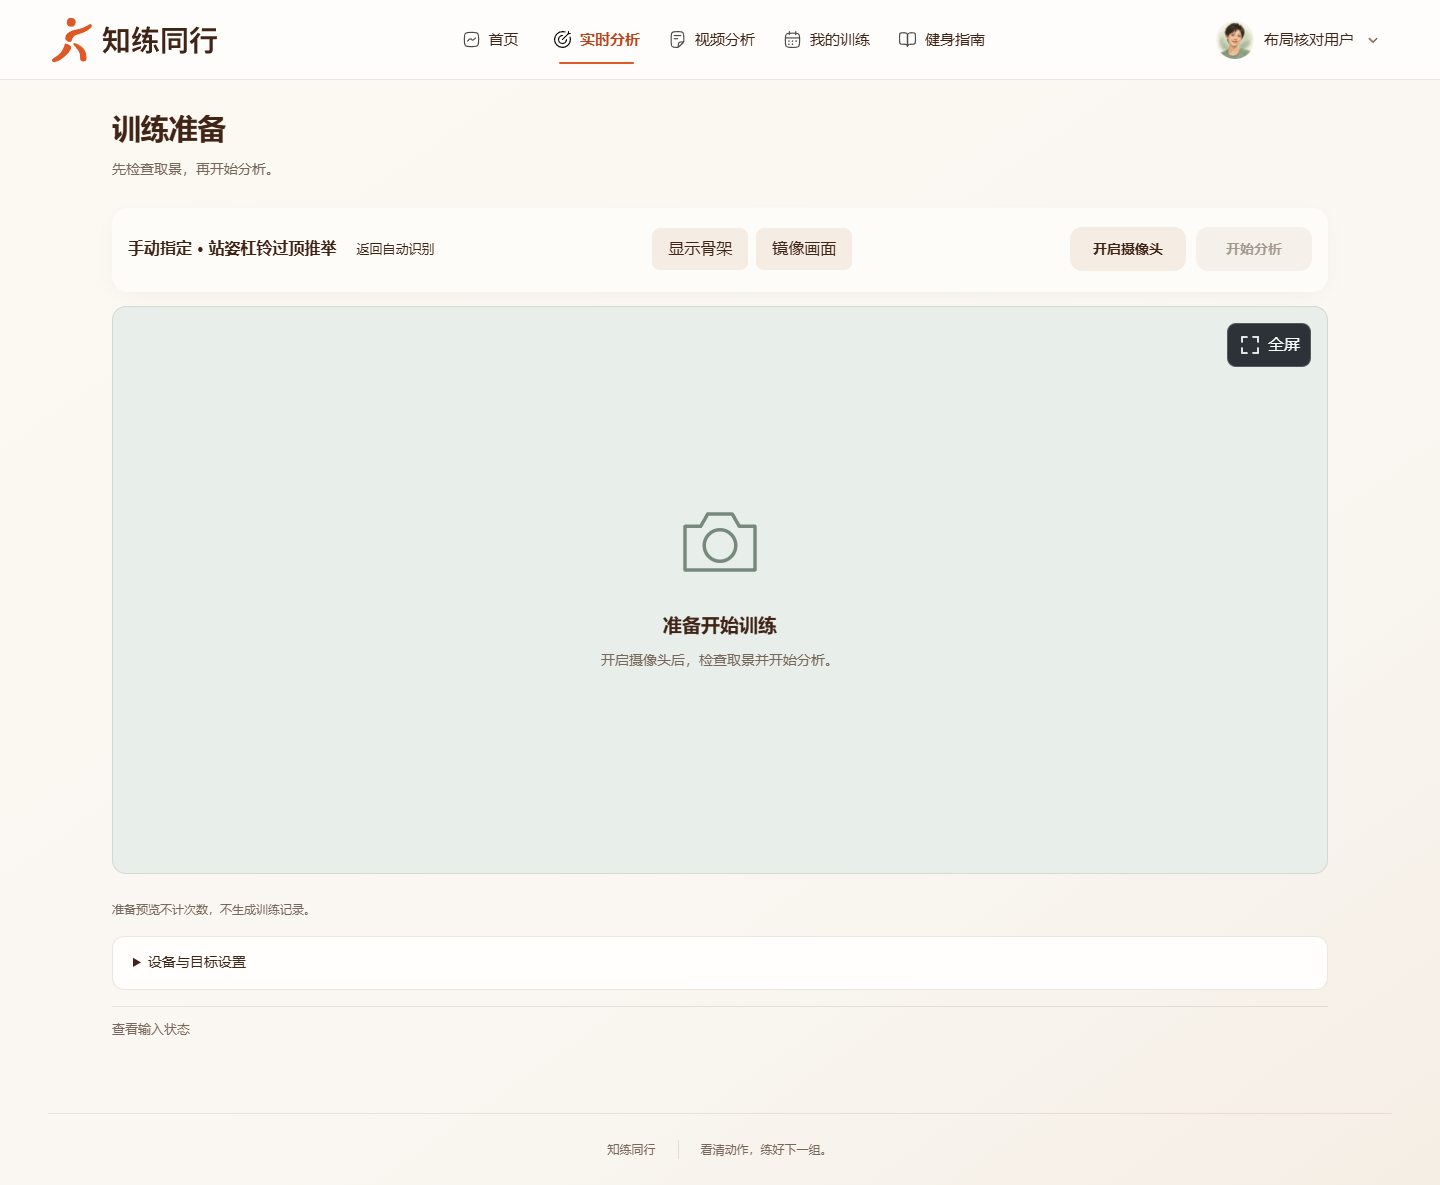 知练同行
首页
实时分析
视频分析
我的训练
健身指南
布局核对用户
训练准备
先检查取景，再开始分析。
手动指定 • 站姿杠铃过顶推举
返回自动识别
显示骨架
镜像画面
开启摄像头
开始分析
全屏
准备开始训练
开启摄像头后，检查取景并开始分析。
准备预览不计次数，不生成训练记录。
设备与目标设置
查看输入状态
知练同行
看清动作，练好下一组。